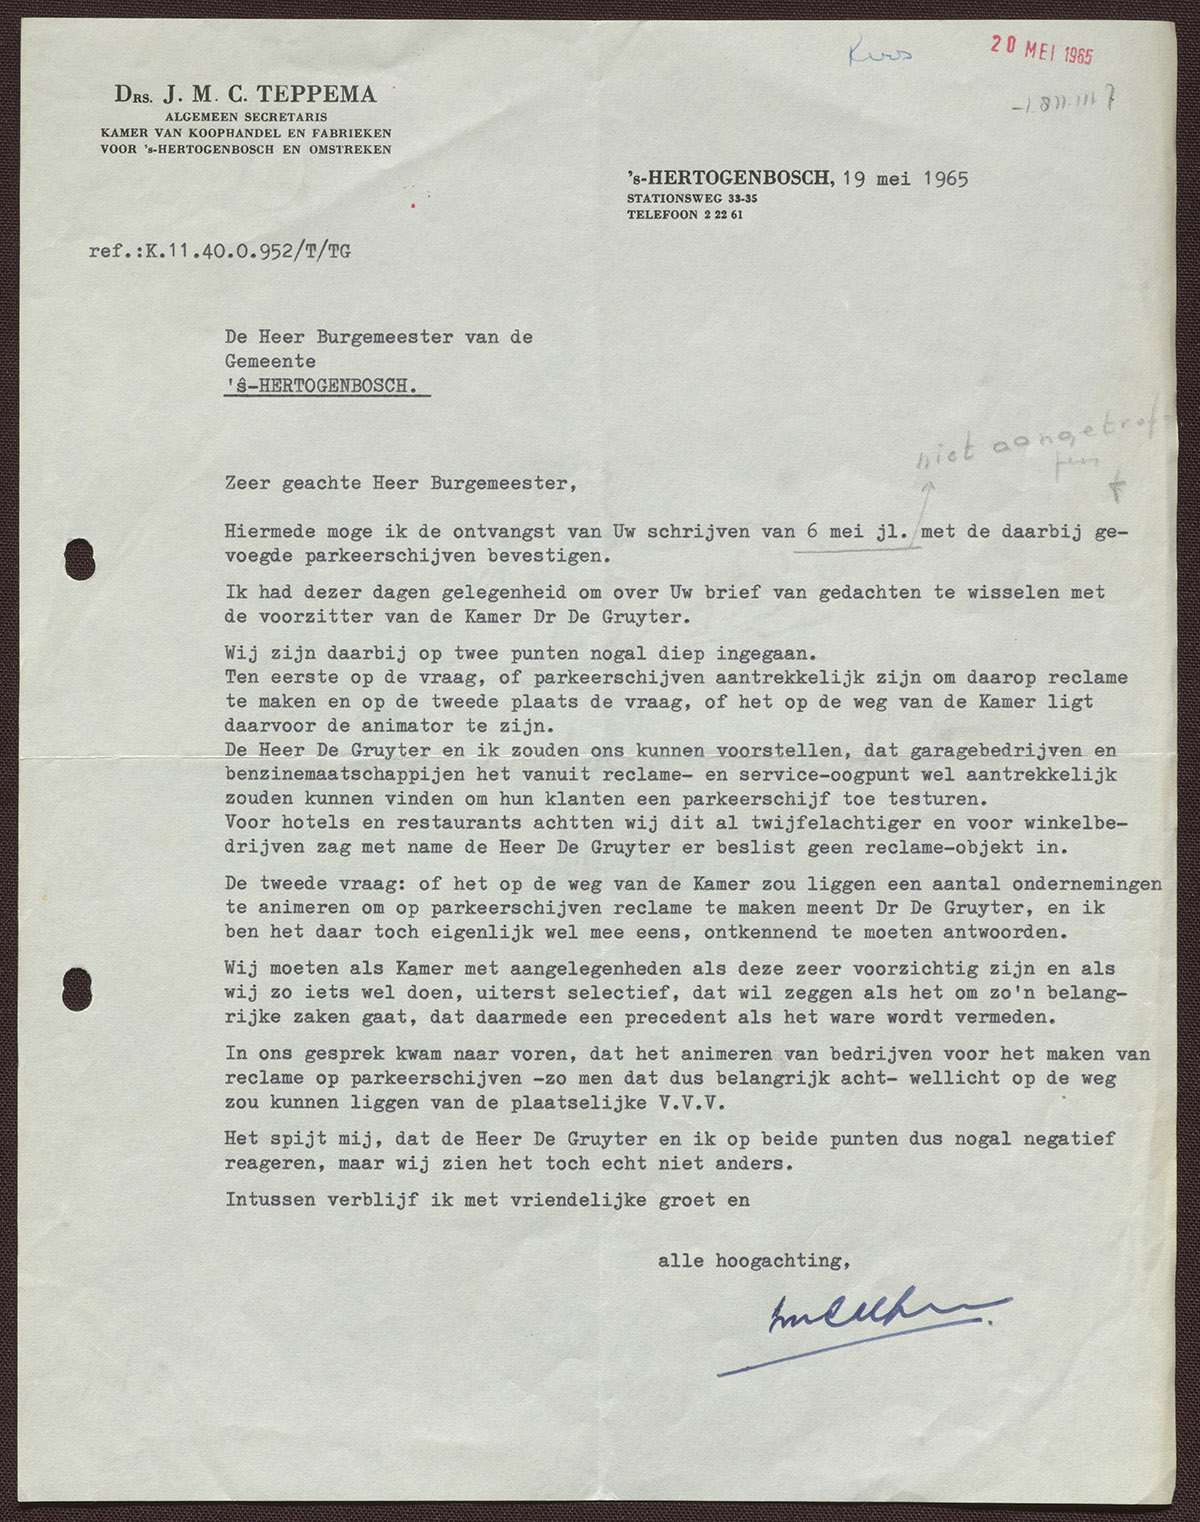 20 MEI 1965
Drs. J. M. C. TEPPEMA
ALGEMEEN SECRETARIS
KAMER VAN KOOPHANDEL EN FABRIEKEN
VOOR 's-HERTOGENBOSCH EN OMSTREKEN
's-HERTOGENBOSCH, 19 mei 1965
STATIONSWEG 33-35
TELEFOON 2 22 61
ref.:K.11.40.0.952/T/TG
De Heer Burgemeester van de
Gemeente
's-HERTOGENBOSCH.
niet aangetrof-
fen
Zeer geachte Heer Burgemeester,
Hiermede moge ik de ontvangst van Uw schrijven van 6 mei jl. met de daarbij ge-
voegde parkeerschijven bevestigen.
Ik had dezer dagen gelegenheid om over Uw brief van gedachten te wisselen met
de voorzitter van de Kamer Dr De Gruyter.
Wij zijn daarbij op twee punten nogal diep ingegaan.
Ten eerste op de vraag, of parkeerschijven aantrekkelijk zijn om daarop reclame
te maken en op de tweede plaats de vraag, of het op de weg van de Kamer ligt
daarvoor de animator te zijn.
De Heer De Gruyter en ik zouden ons kunnen voorstellen, dat garagebedrijven en
benzinemaatschappijen het vanuit reclame- en service-oogpunt wel aantrekkelijk
zouden kunnen vinden om hun klanten een parkeerschijf toe testuren.
Voor hotels en restaurants achtten wij dit al twijfelachtiger en voor winkelbe-
drijven zag met name de Heer De Gruyter er beslist geen reclame-objekt in.
De tweede vraag: of het op de weg van de Kamer zou liggen een aantal ondernemingen
te animeren om op parkeerschijven reclame te maken meent Dr De Gruyter, en ik
ben het daar toch eigenlijk wel mee eens, ontkennend te moeten antwoorden.
Wij moeten als Kamer met aangelegenheden als deze zeer voorzichtig zijn en als
wij zo iets wel doen, uiterst selectief, dat wil zeggen als het om zo'n belang-
rijke zaken gaat, dat daarmede een precedent als het ware wordt vermeden.
In ons gesprek kwam naar voren, dat het animeren van bedrijven voor het maken van
reclame op parkeerschijven -zo men dat dus belangrijk acht- wellicht op de weg
zou kunnen liggen van de plaatselijke V.V.V.
Het spijt mij, dat de Heer De Gruyter en ik op beide punten dus nogal negatief
reageren, maar wij zien het toch echt niet anders.
Intussen verblijf ik met vriendelijke groet en
alle hoogachting,